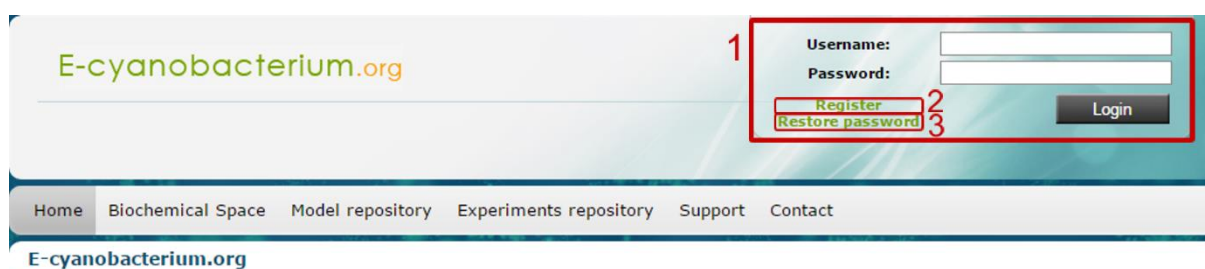 E-cyanobacterium.org
1
Username:
Password:
Register 2
Login
Restore password 3
Home Biochemical Space Model repository Experiments repository Support Contact
E-cyanobacterium.org